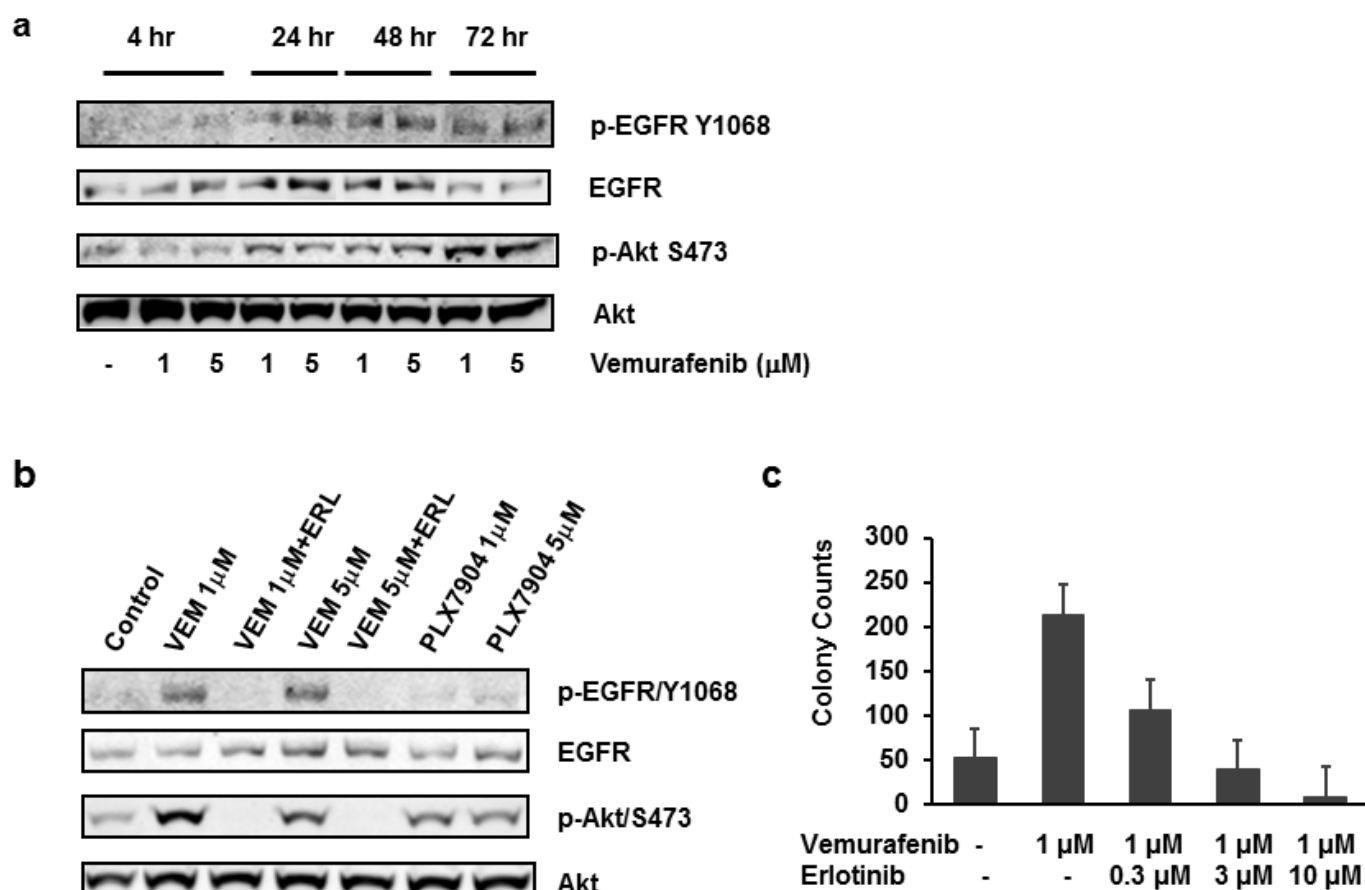 a
4 hr 24 hr 48 hr 72 hr
p-EGFR Y1068
EGFR
p-Akt S473
Akt
- 1 5 1 5 1 5 1 5 Vemurafenib (μM)
b
Control
VEM 1μM
VEM 1μM+ERL
VEM 5μM
VEM 5μM+ERL
PLX7904 1μM
PLX7904 5μM
p-EGFR/Y1068
EGFR
p-Akt/S473
Akt
c
Colony Counts
300
250
200
150
100
50
0
Vemurafenib - 1 μM 1 μM 1 μM 1 μM
Erlotinib - - 0.3 μM 3 μM 10 μM